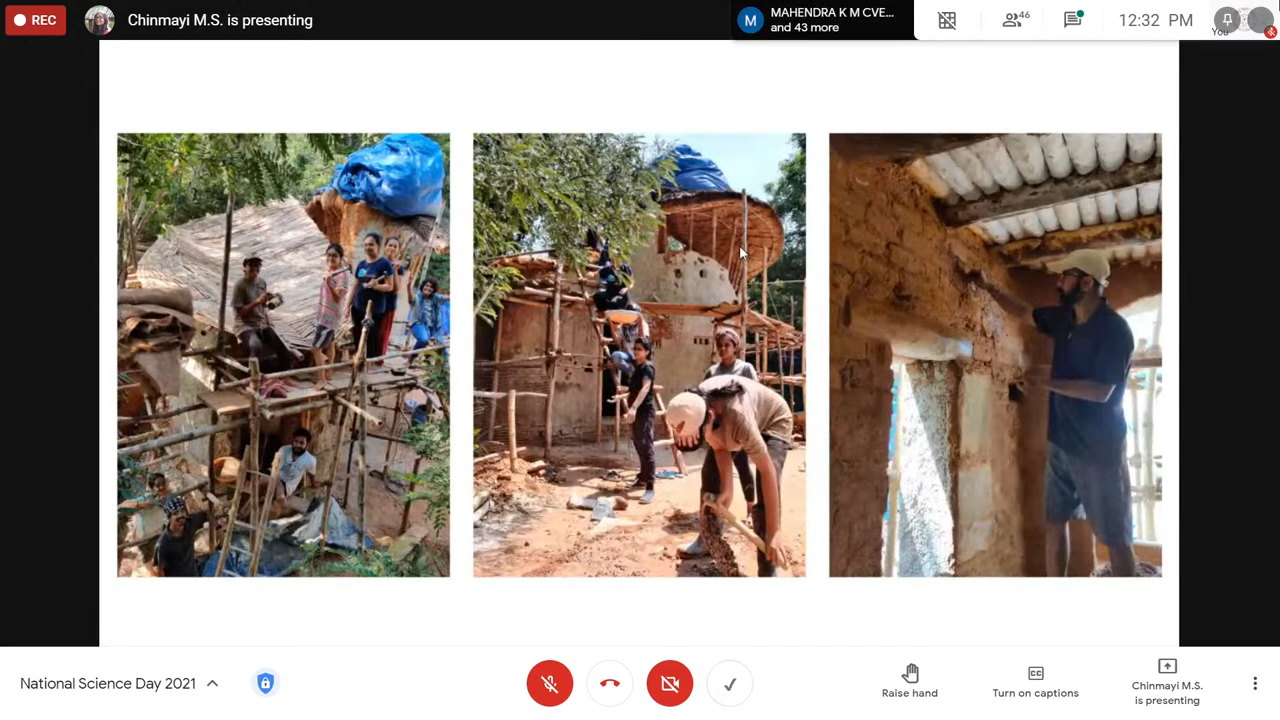 REC
Chinmayi M.S. is presenting
M
MAHENDRA K M CVE...
and 43 more
46
12:32 PM
You
National Science Day 2021
Raise hand
CC
Turn on captions
Chinmayi M.S.
is presenting